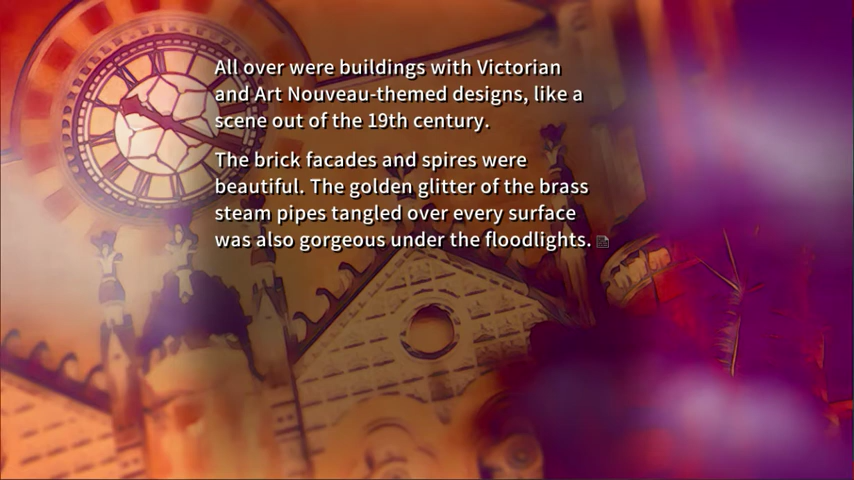 All over were buildings with Victorian
and Art Nouveau-themed designs, like a
scene out of the 19th century.
The brick facades and spires were
beautiful. The golden glitter of the brass
steam pipes tangled over every surface
was also gorgeous under the floodlights.